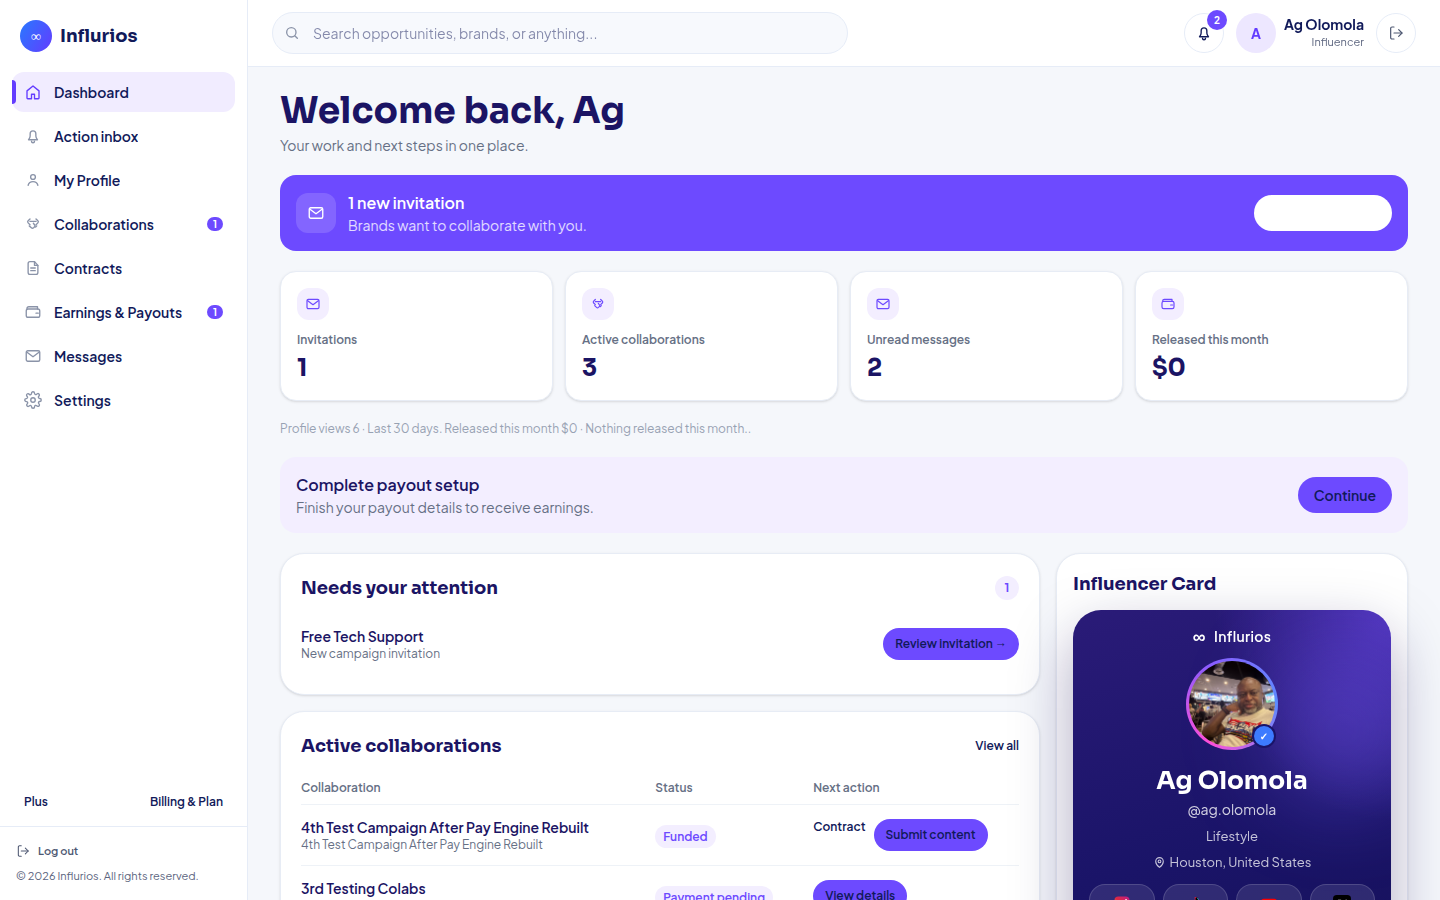 ∞ Influrios
Search opportunities, brands, or anything...
2
A
Ag Olomola
Influencer
Dashboard
Action inbox
My Profile
Collaborations 1
Contracts
Earnings & Payouts 1
Messages
Settings
Plus
Billing & Plan
Log out
© 2026 Influrios. All rights reserved.
Welcome back, Ag
Your work and next steps in one place.
1 new invitation
Brands want to collaborate with you.
Invitations
1
Active collaborations
3
Unread messages
2
Released this month
$0
Profile views 6 · Last 30 days. Released this month $0 · Nothing released this month..
Complete payout setup
Finish your payout details to receive earnings.
Continue
Needs your attention
1
Free Tech Support
New campaign invitation
Review invitation →
Active collaborations
View all
Collaboration
Status
Next action
4th Test Campaign After Pay Engine Rebuilt
4th Test Campaign After Pay Engine Rebuilt
Funded
Contract
Submit content
3rd Testing Colabs
Payment pending
View details
Influencer Card
∞ Influrios
Ag Olomola
@ag.olomola
Lifestyle
Houston, United States